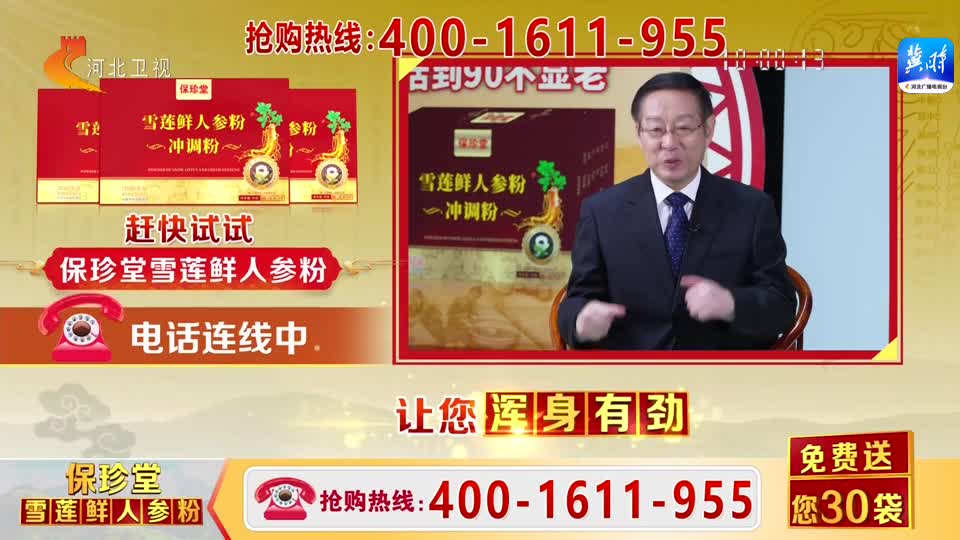 抢购热线:400-1611-955
河北卫视
冀时
河北广播电视台
10:00:13
活到90不显老
保珍堂
雪莲鲜人参粉
冲调粉
保珍堂
雪莲鲜人参粉
冲调粉
赶快试试
保珍堂雪莲鲜人参粉
电话连线中
让您浑身有劲
保珍堂
雪莲鲜人参粉
抢购热线:400-1611-955
免费送
您30袋